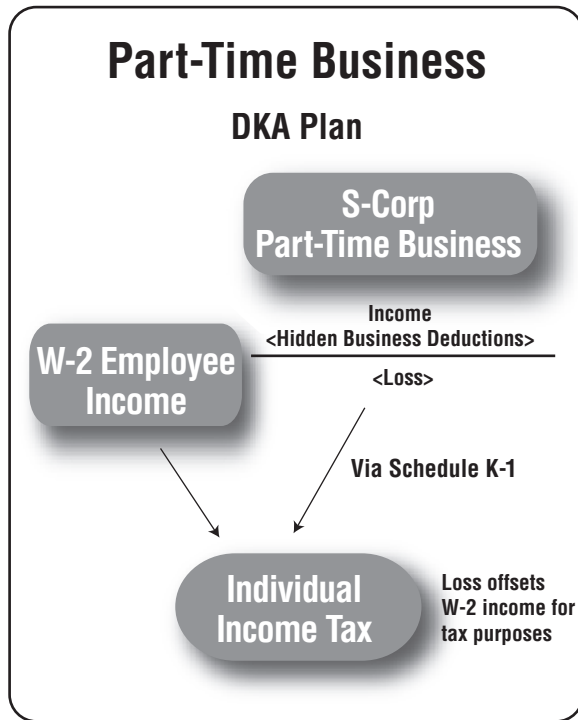 Part-Time Business
DKA Plan
S-Corp
Part-Time Business
Income
<Hidden Business Deductions>
<Loss>
W-2 Employee
Income
Via Schedule K-1
Individual
Income Tax
Loss offsets
W-2 income for
tax purposes